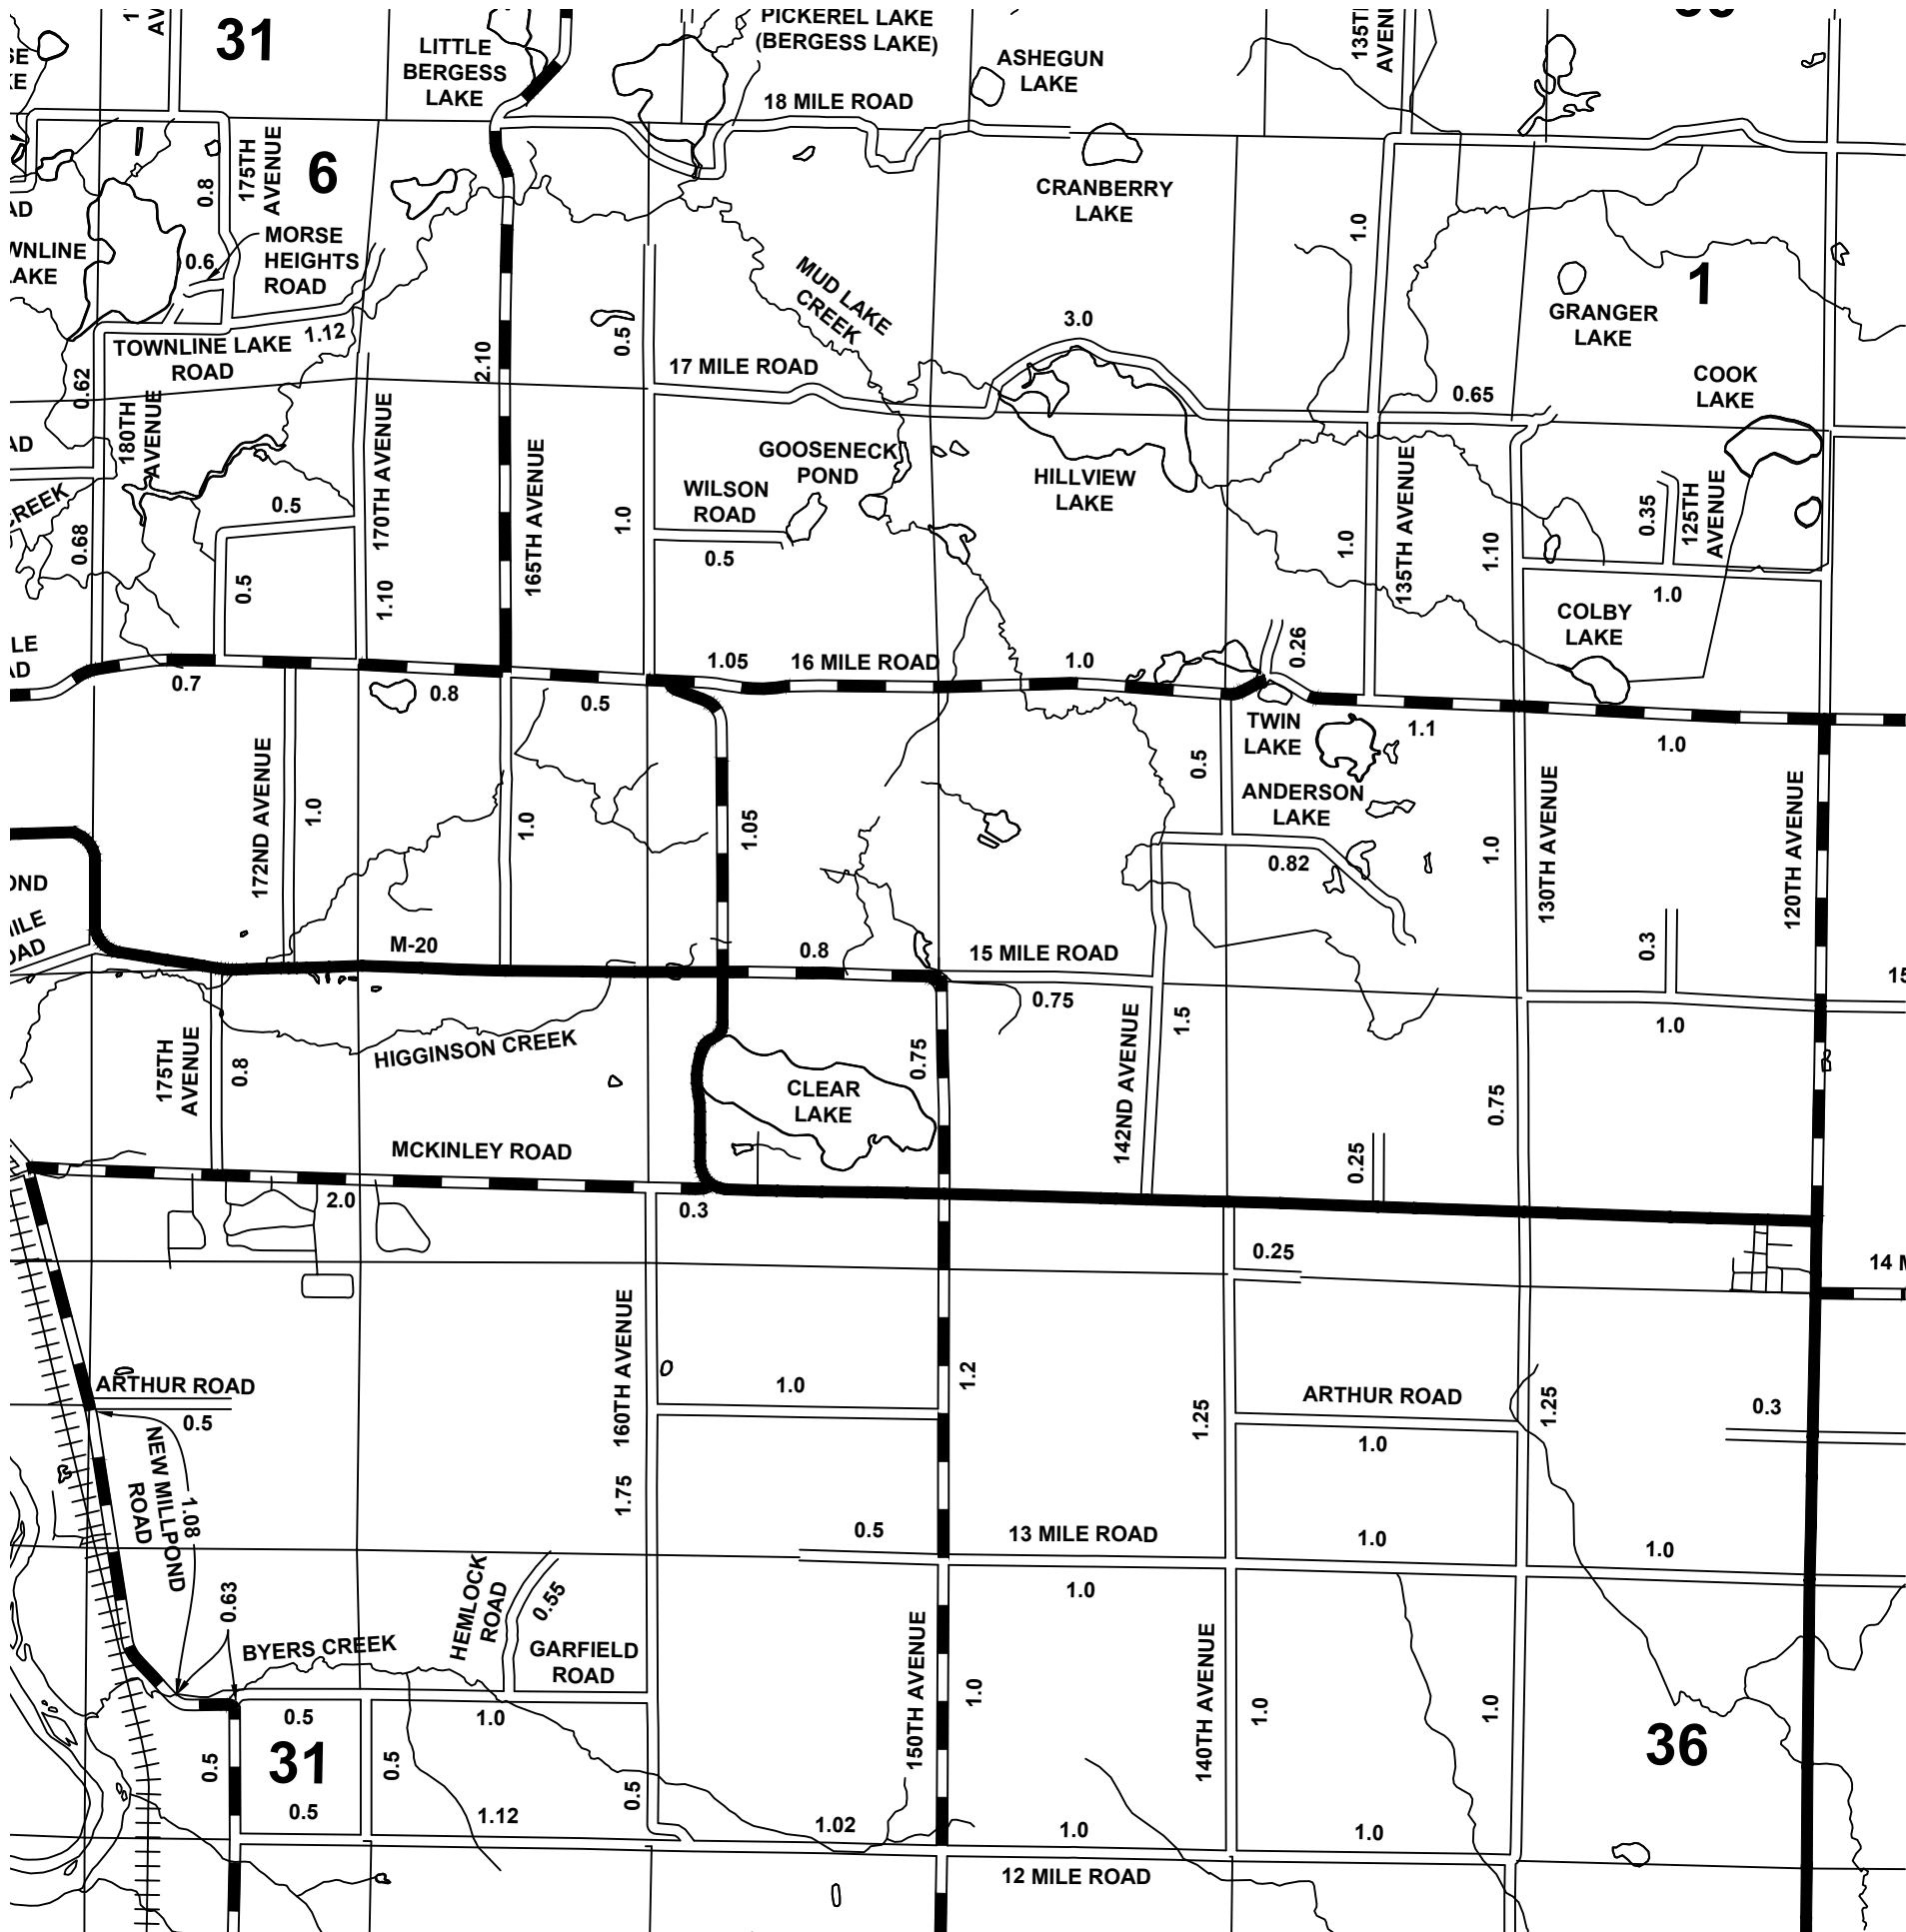 31
LITTLE
BERGESS
LAKE
PICKEREL LAKE
(BERGESS LAKE)
ASHEGUN
LAKE
18 MILE ROAD
175TH
AVENUE
0.8
6
MORSE
HEIGHTS
ROAD
0.6
CRANBERRY
LAKE
1.0
1
GRANGER
LAKE
MUD LAKE
CREEK
3.0
TOWNLINE LAKE
ROAD
1.12
2.10
0.5
17 MILE ROAD
0.65
COOK
LAKE
0.62
180TH
AVENUE
170TH AVENUE
165TH AVENUE
GOOSENECK
POND
HILLVIEW
LAKE
WILSON
ROAD
0.5
0.5
1.0
135TH AVENUE
1.0
1.10
0.35
125TH
AVENUE
CREEK
0.68
0.5
1.10
1.0
COLBY
LAKE
0.26
1.05
16 MILE ROAD
1.0
0.7
0.8
0.5
TWIN
LAKE
1.1
1.0
172ND AVENUE
1.0
1.0
1.05
0.5
ANDERSON
LAKE
0.82
1.0
130TH AVENUE
120TH AVENUE
M-20
0.8
15 MILE ROAD
0.75
0.3
1.0
15
175TH
AVENUE
0.8
HIGGINSON CREEK
CLEAR
LAKE
0.75
142ND AVENUE
1.5
0.75
MCKINLEY ROAD
2.0
0.3
0.25
0.25
14
ARTHUR ROAD
0.5
160TH AVENUE
1.0
1.2
1.25
ARTHUR ROAD
1.0
1.25
0.3
NEW MILLPOND
ROAD
1.08
1.75
0.5
13 MILE ROAD
1.0
1.0
1.0
0.63
BYERS CREEK
HEMLOCK
ROAD
0.55
GARFIELD
ROAD
150TH AVENUE
1.0
140TH AVENUE
1.0
1.0
0.5
1.0
0.5
31
0.5
0.5
36
0.5
1.12
1.02
1.0
1.0
12 MILE ROAD